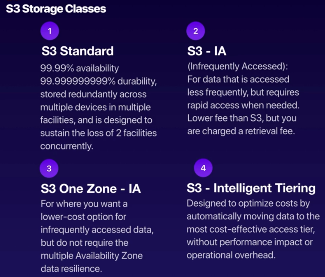 S3 Storage Classes
1
S3 Standard
99.99% availability
99.999999999% durability,
stored redundantly across
multiple devices in multiple
facilities, and is designed to
sustain the loss of 2 facilities
concurrently.
2
S3 - IA
(Infrequently Accessed):
For data that is accessed
less frequently, but requires
rapid access when needed.
Lower fee than S3, but you
are charged a retrieval fee.
3
S3 One Zone - IA
For where you want a
lower-cost option for
infrequently accessed data,
but do not require the
multiple Availability Zone
data resilience.
4
S3 - Intelligent Tiering
Designed to optimize costs by
automatically moving data to the
most cost-effective access tier,
without performance impact or
operational overhead.